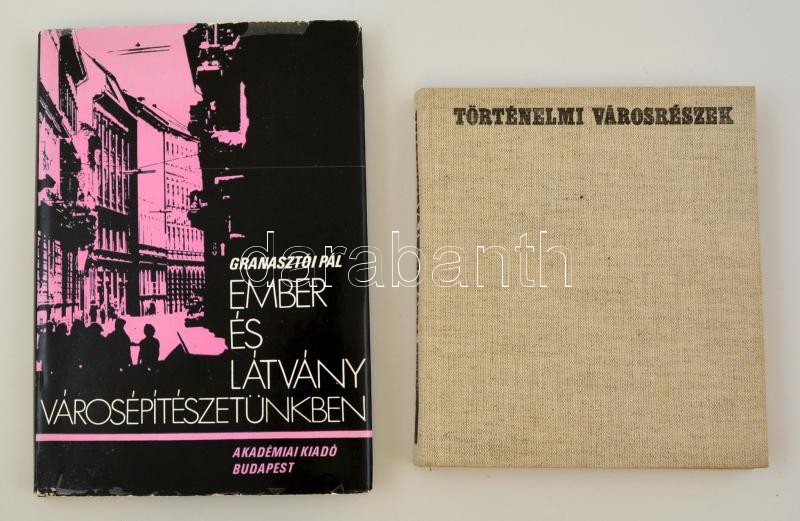 GRANASZTÓI PÁL
EMBER
ÉS
LÁTVÁNY
VÁROSÉPÍTÉSZETÜNKBEN
AKADÉMIAI KIADÓ
BUDAPEST
TÖRTÉNELMI VÁROSRÉSZEK
darabanth